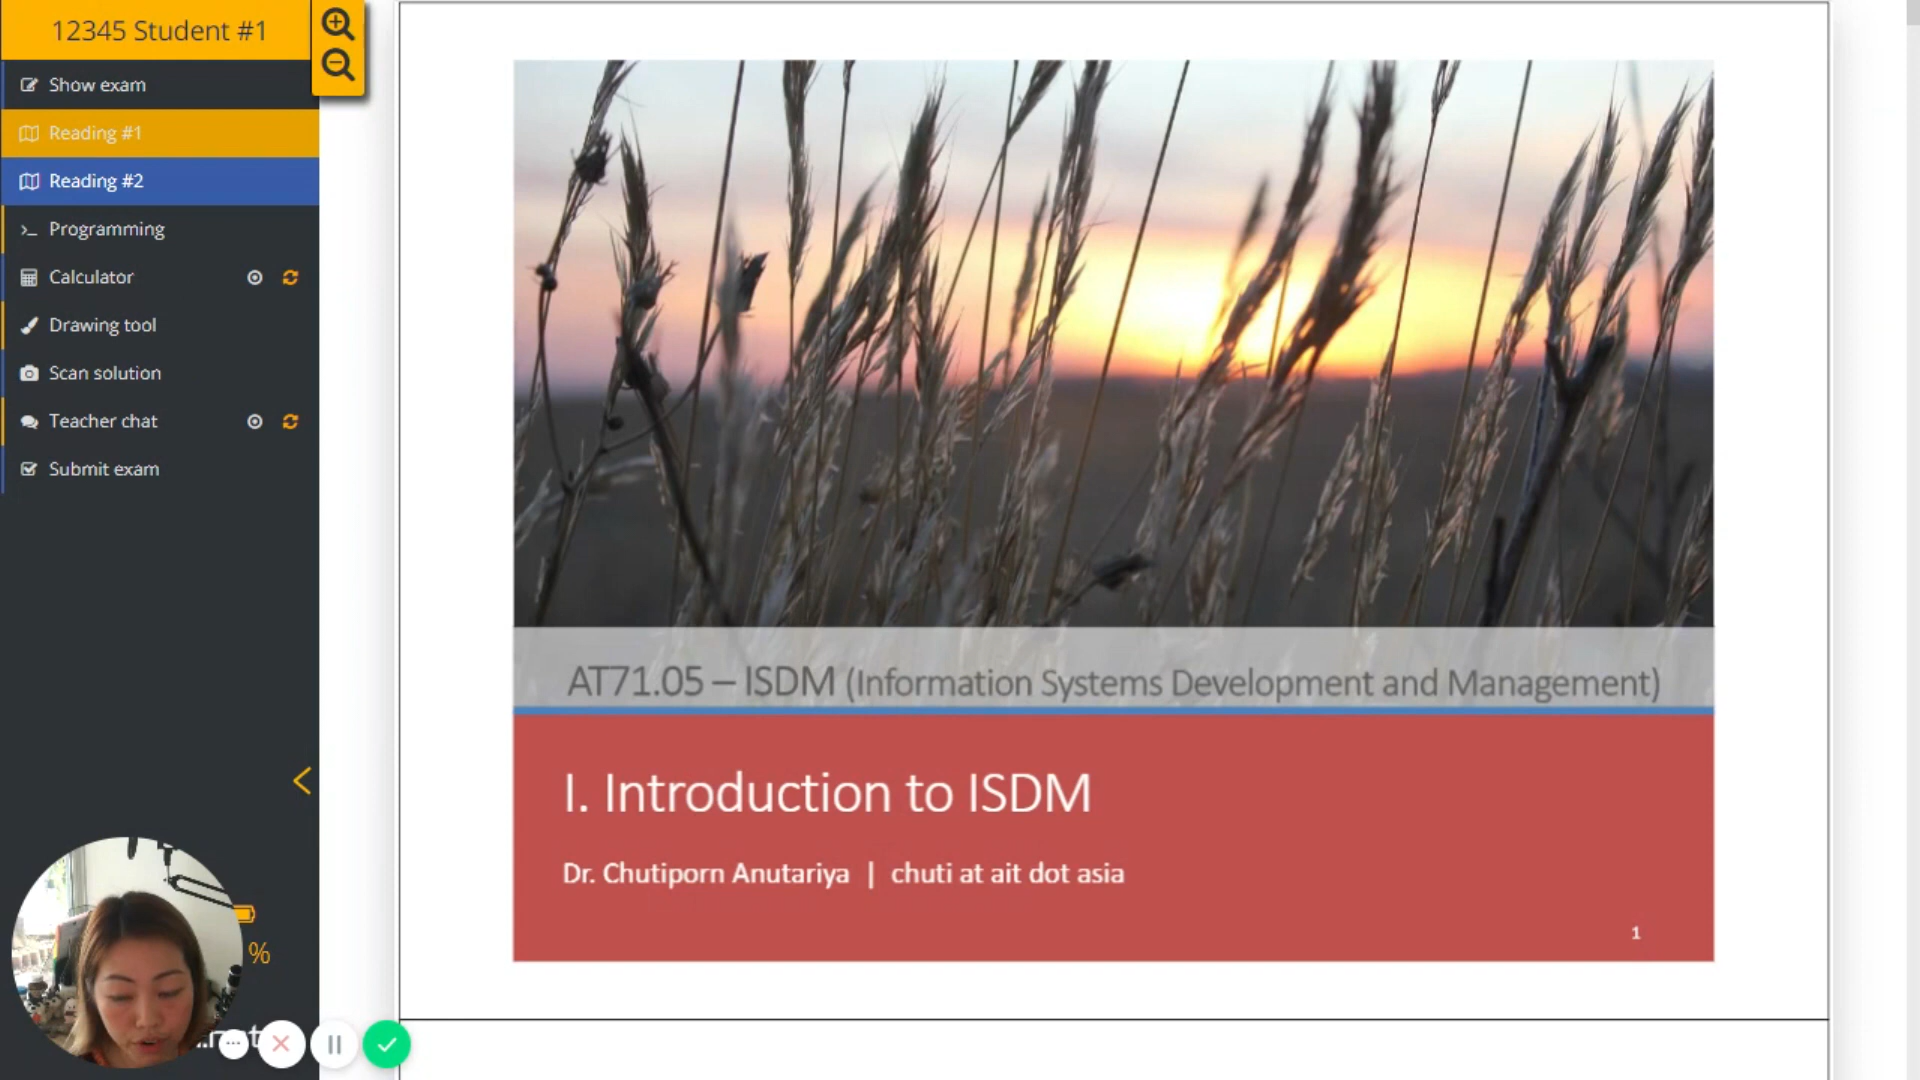 12345 Student #1
Show exam
Reading #1
Reading #2
Programming
Calculator
Drawing tool
Scan solution
Teacher chat
Submit exam
%
AT71.05 – ISDM (Information Systems Development and Management)
I. Introduction to ISDM
Dr. Chutiporn Anutariya | chuti at ait dot asia
1